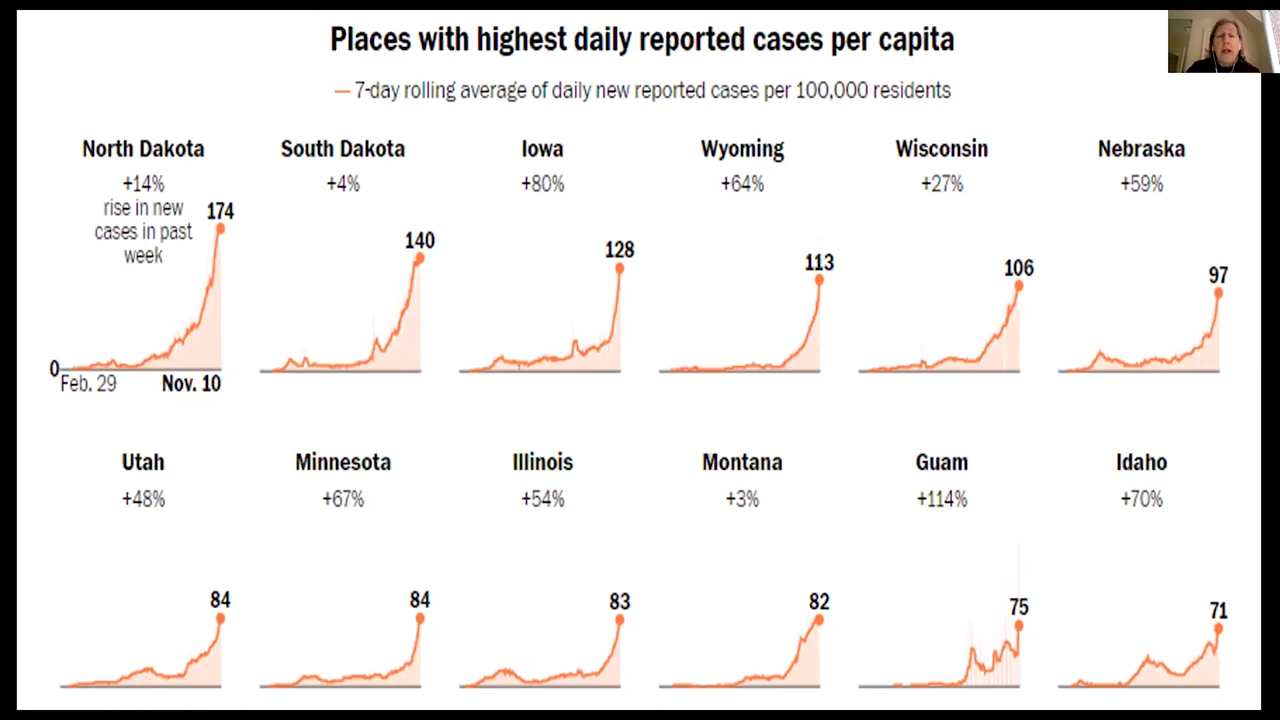 Places with highest daily reported cases per capita
7-day rolling average of daily new reported cases per 100,000 residents
North Dakota
+14%
rise in new
cases in past
week
174
0
Feb. 29
Nov. 10
South Dakota
+4%
140
Iowa
+80%
128
Wyoming
+64%
113
Wisconsin
+27%
106
Nebraska
+59%
97
Utah
+48%
84
Minnesota
+67%
84
Illinois
+54%
83
Montana
+3%
82
Guam
+114%
75
Idaho
+70%
71